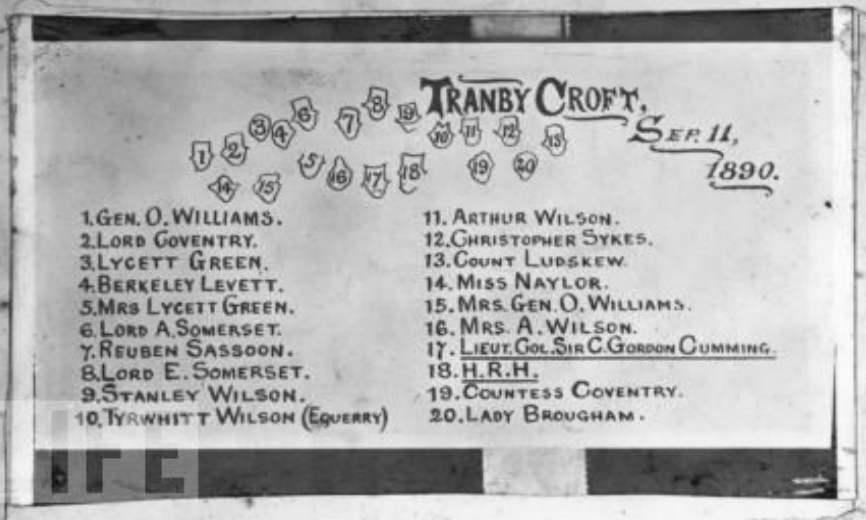 TRANBY CROFT.
SEP. 11,
1890.
1 2 3 4 6 7 8 19 10 11 12 13
14 15 5 16 17 18 19 20
1. GEN. O. WILLIAMS.
2. LORD COVENTRY.
3. LYCETT GREEN.
4. BERKELEY LEVETT.
5. MRS LYCETT GREEN.
6. LORD A. SOMERSET.
7. REUBEN SASSOON.
8. LORD E. SOMERSET.
9. STANLEY WILSON.
10. TYRWHITT WILSON (EQUERRY)
11. ARTHUR WILSON.
12. CHRISTOPHER SYKES.
13. COUNT LUDSKEW.
14. MISS NAYLOR.
15. MRS. GEN. O. WILLIAMS.
16. MRS. A. WILSON.
17. LIEUT. COL. SIR C. GORDON CUMMING.
18. H.R.H.
19. COUNTESS COVENTRY.
20. LADY BROUGHAM.
LIFE